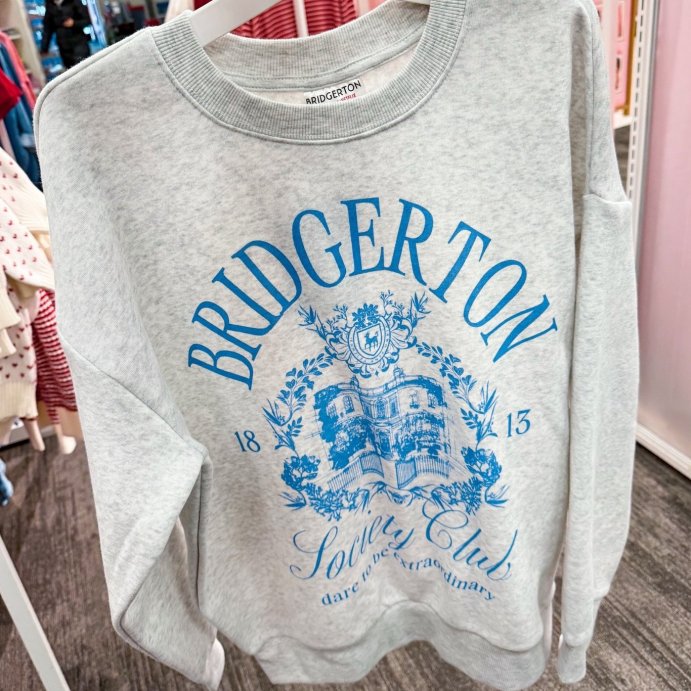 BRIDGERTON
BRIDGERTON
18 13
Society Club
dare to be extraordinary